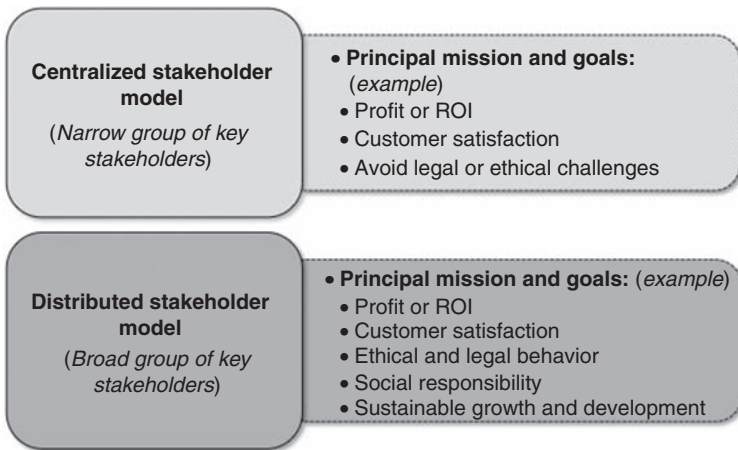 Centralized stakeholder
model
(Narrow group of key
stakeholders)
• Principal mission and goals:
(example)
• Profit or ROI
• Customer satisfaction
• Avoid legal or ethical challenges
Distributed stakeholder
model
(Broad group of key
stakeholders)
• Principal mission and goals: (example)
• Profit or ROI
• Customer satisfaction
• Ethical and legal behavior
• Social responsibility
• Sustainable growth and development